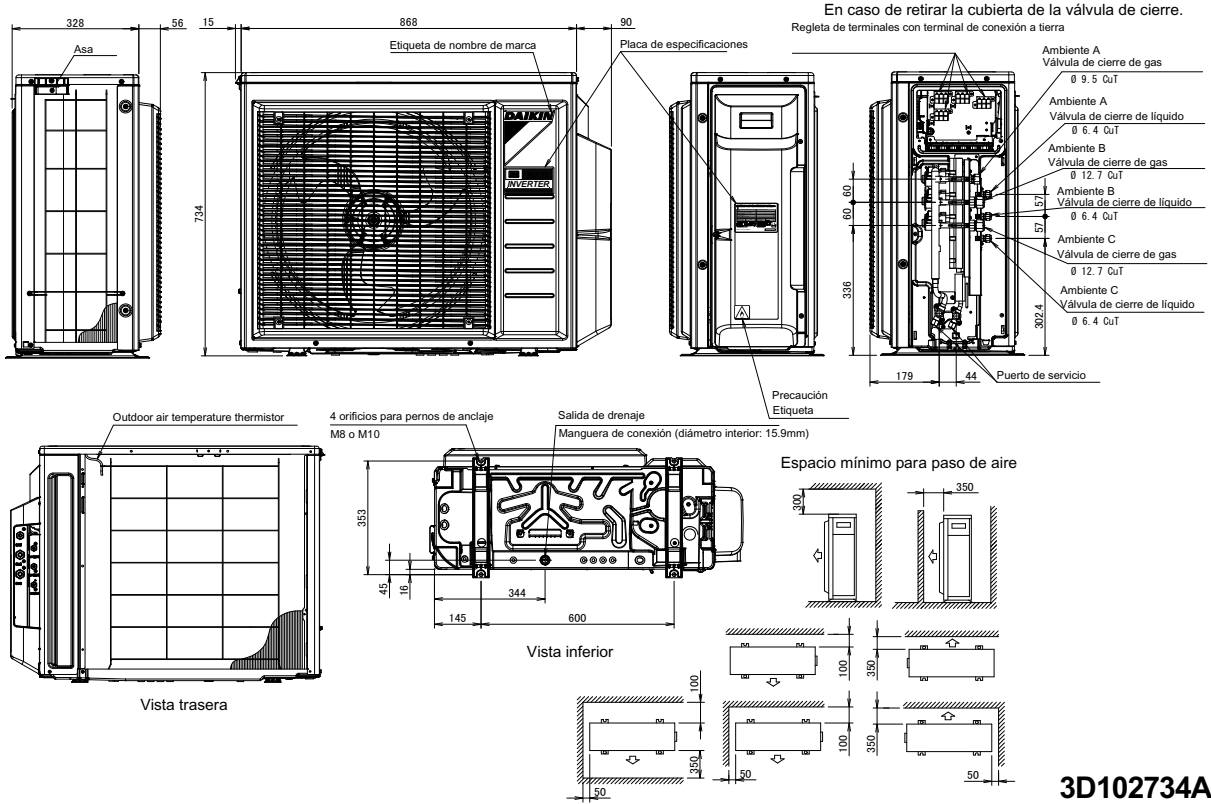 En caso de retirar la cubierta de la válvula de cierre.
328
56
15
868
90
Regleta de terminales con terminal de conexión a tierra
Asa
Etiqueta de nombre de marca
Placa de especificaciones
Ambiente A
Válvula de cierre de gas
Ø 9.5 CuT
Ambiente A
Válvula de cierre de líquido
Ø 6.4 CuT
Ambiente B
Válvula de cierre de gas
Ø 12.7 CuT
Ambiente B
Válvula de cierre de líquido
Ø 6.4 CuT
Ambiente C
Válvula de cierre de gas
Ø 12.7 CuT
Ambiente C
Válvula de cierre de líquido
Ø 6.4 CuT
DAIKIN
INVERTER
734
60
60
336
57
57
302.4
179
44
Puerto de servicio
Precaución
Etiqueta
Outdoor air temperature thermistor
4 orificios para pernos de anclaje
M8 o M10
Salida de drenaje
Manguera de conexión (diámetro interior: 15.9mm)
353
45
16
344
145
600
Vista inferior
Vista trasera
Espacio mínimo para paso de aire
300
350
100
350
100
350
50
100
50
350
50
3D102734A